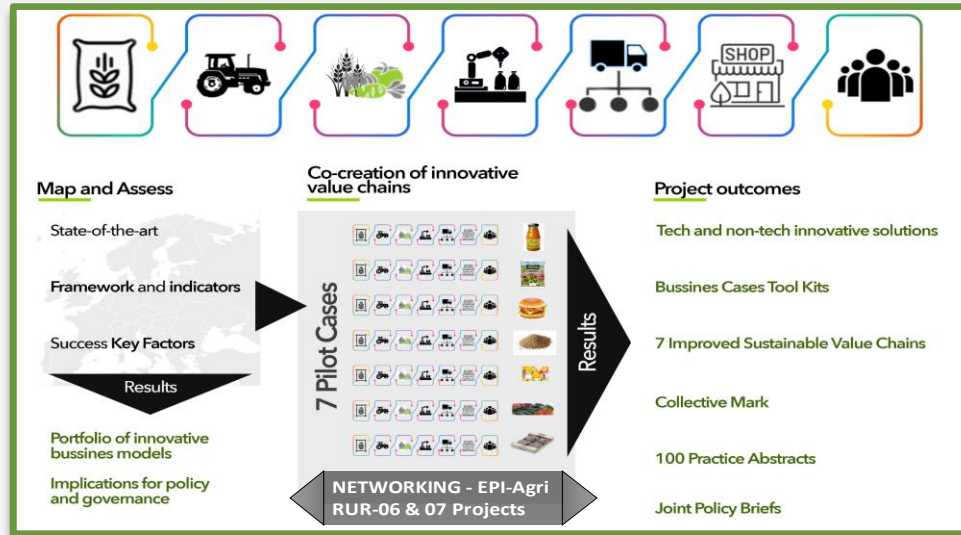 SHOP
Map and Assess
State-of-the-art
Framework and indicators
Success Key Factors
Results
Portfolio of innovative
bussines models
Implications for policy
and governance
Co-creation of innovative
value chains
7 Pilot Cases
Results
NETWORKING - EPI-Agri
RUR-06 & 07 Projects
Project outcomes
Tech and non-tech innovative solutions
Bussines Cases Tool Kits
7 Improved Sustainable Value Chains
Collective Mark
100 Practice Abstracts
Joint Policy Briefs